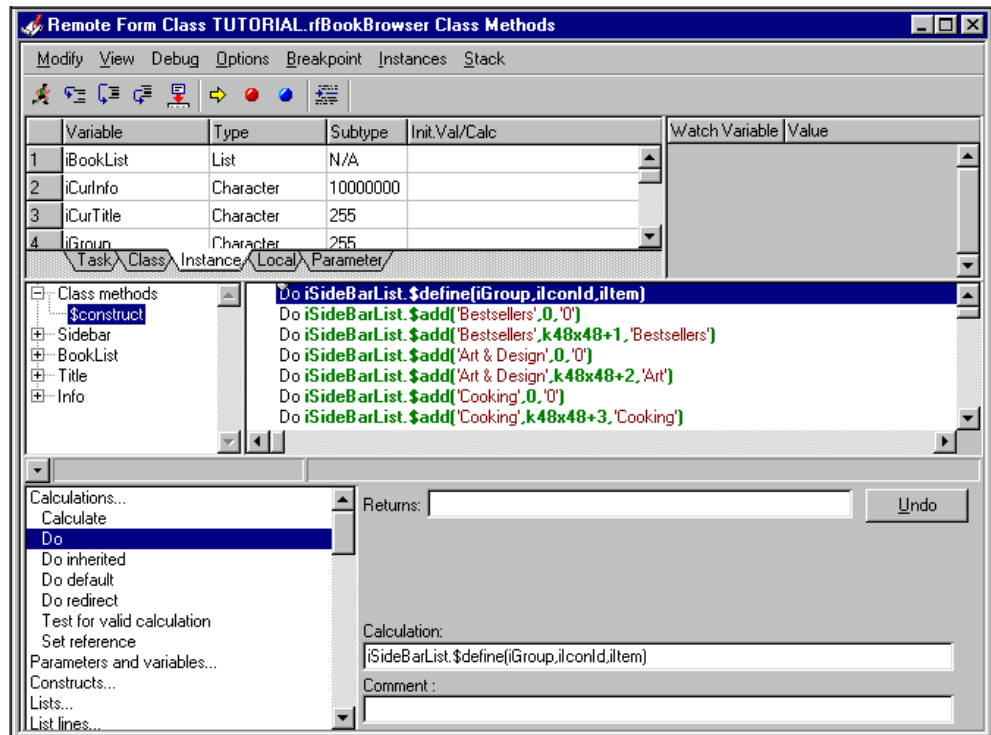 Remote Form Class TUTORIAL.rfBookBrowser Class Methods
Modify View Debug Options Breakpoint Instances Stack
Variable Type Subtype Init.Val/Calc
1 iBookList List N/A
2 iCurInfo Character 10000000
3 iCurTitle Character 255
4 iGroup Character 255
Task Class Instance Local Parameter
Watch Variable Value
Class methods
$construct
Sidebar
BookList
Title
Info
Do iSideBarList.$define(iGroup,iIconId,iItem)
Do iSideBarList.$add('Bestsellers',0,'0')
Do iSideBarList.$add('Bestsellers',k48x48+1,'Bestsellers')
Do iSideBarList.$add('Art & Design',0,'0')
Do iSideBarList.$add('Art & Design',k48x48+2,'Art')
Do iSideBarList.$add('Cooking',0,'0')
Do iSideBarList.$add('Cooking',k48x48+3,'Cooking')
Calculations...
Calculate
Do
Do inherited
Do default
Do redirect
Test for valid calculation
Set reference
Parameters and variables...
Constructs...
Lists...
List lines...
Returns:
Undo
Calculation:
iSideBarList.$define(iGroup,iIconId,iItem)
Comment :